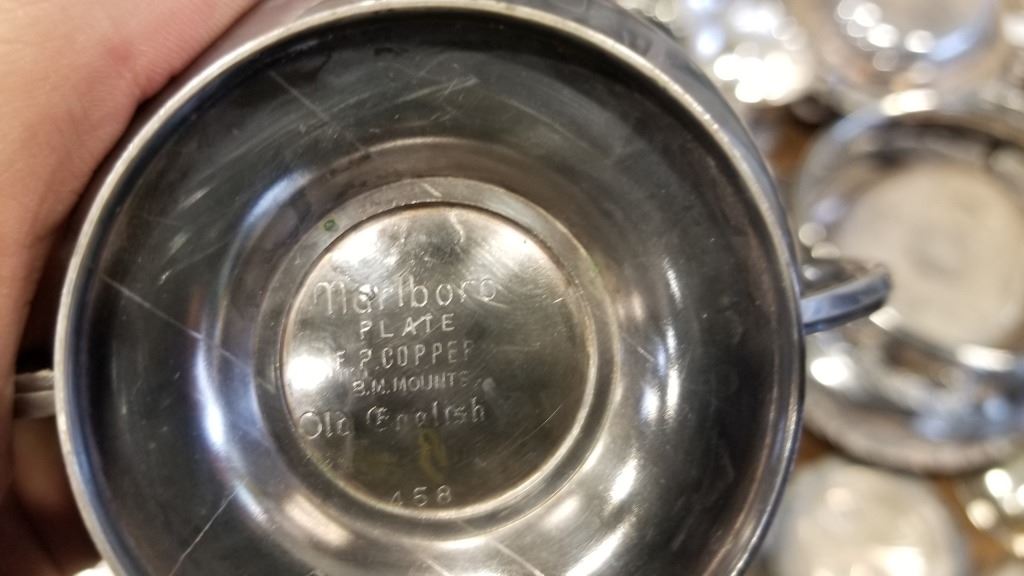 Marlboro
PLATE
E.P.COPPER
B.M.MOUNTS
Old English
458